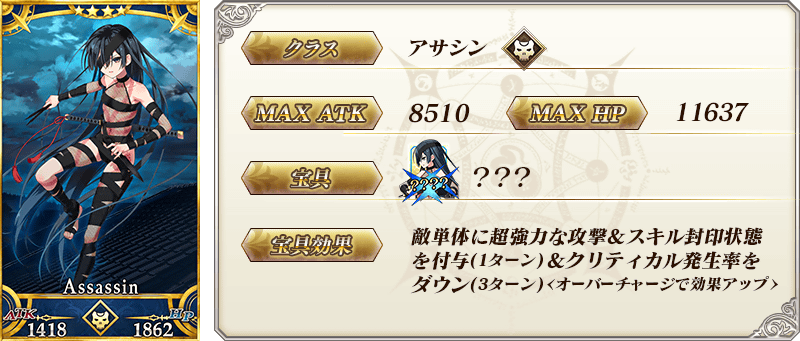 Assassin
ATK
1418
HP
1862
クラス
アサシン
MAX ATK
8510
MAX HP
11637
宝具
????
???
宝具効果
敵単体に超強力な攻撃&スキル封印状態
を付与(1ターン)&クリティカル発生率を
ダウン(3ターン)<オーバーチャージで効果アップ>